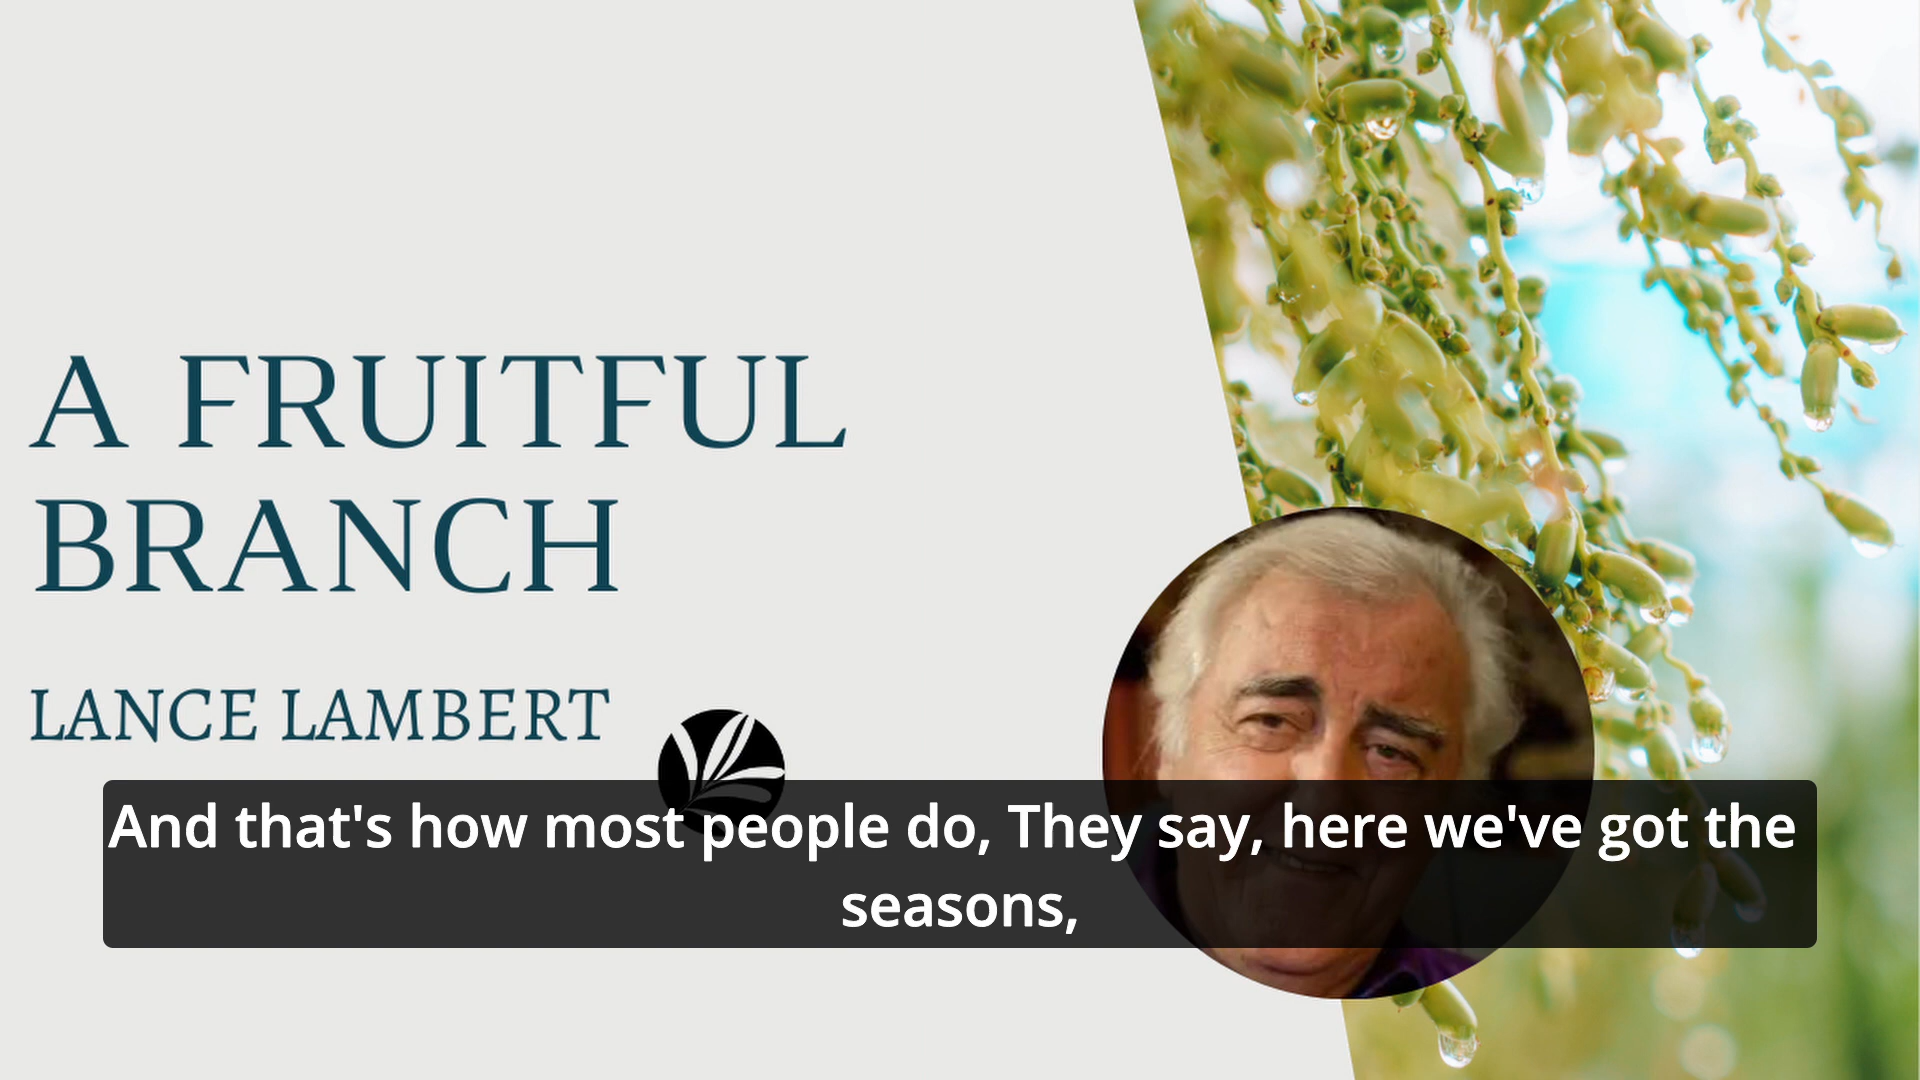 A FRUITFUL
BRANCH
LANCE LAMBERT
And that's how most people do, They say, here we've got the
seasons,